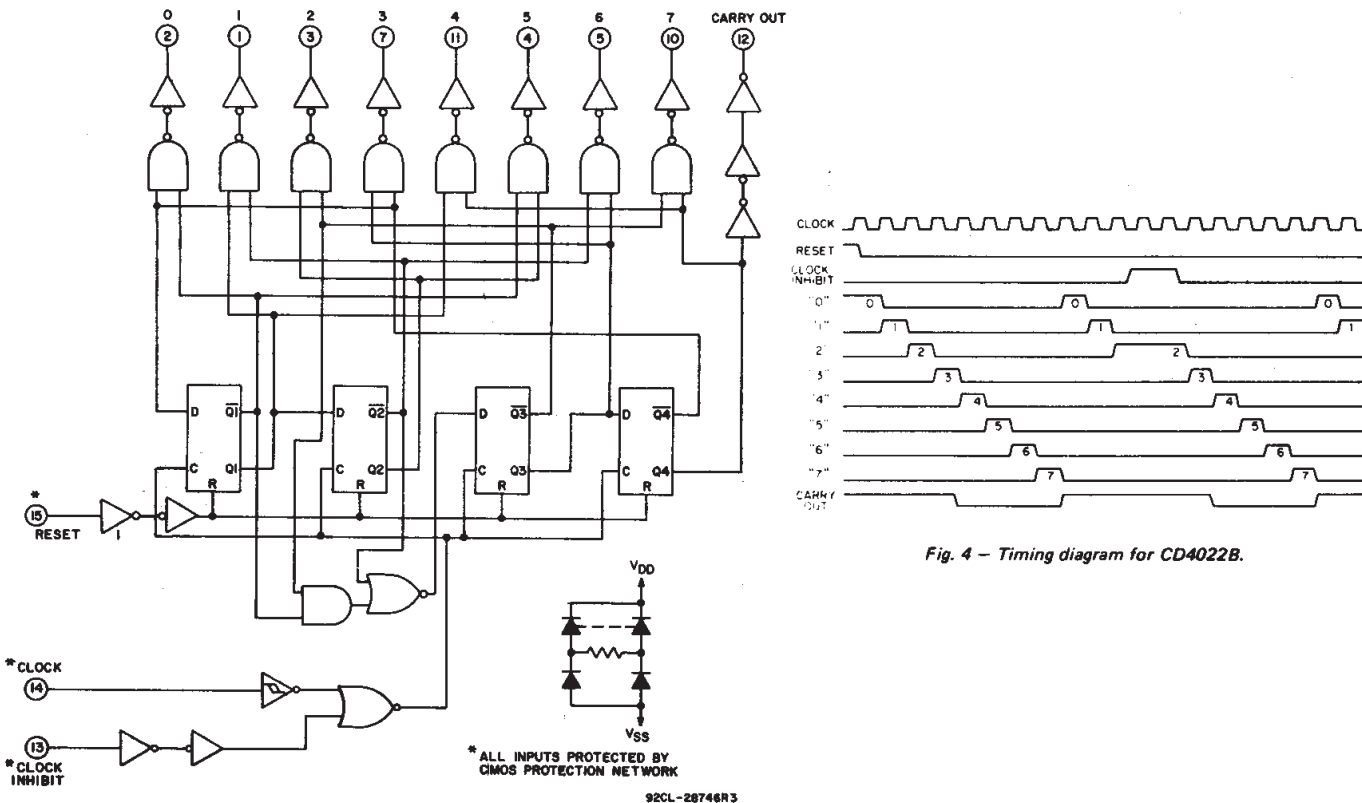 0 1 2 3 4 5 6 7 CARRY OUT
2 1 3 7 11 4 5 10 12
D Q1 D Q2 D Q3 D Q4
C Q1 C Q2 C Q3 C Q4
R R R R
*
15
RESET
1
* CLOCK
14
13
* CLOCK
INHIBIT
VDD
VSS
* ALL INPUTS PROTECTED BY
CMOS PROTECTION NETWORK
92CL-28746R3
CLOCK
RESET
CLOCK
INHIBIT
"0" 0 0 0
"1" 1 1 1
2 2 2
"3" 3 3
"4" 4 4
"5" 5 5
"6" 6 6
"7" 7 7
CARRY
OUT
Fig. 4 – Timing diagram for CD4022B.